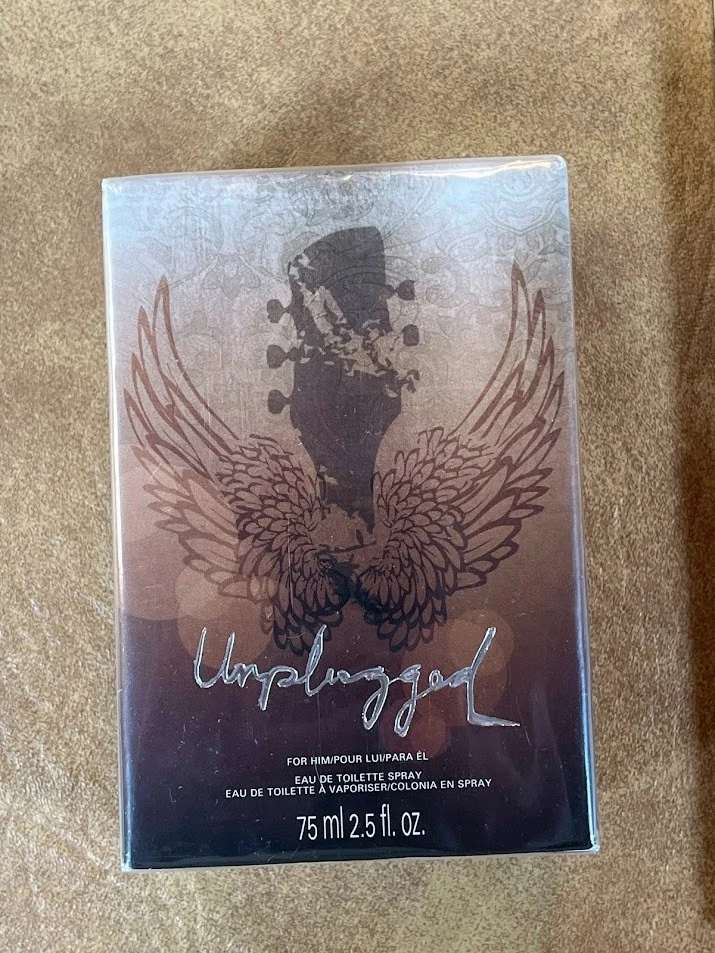 Unplugged
FOR HIM/POUR LUI/PARA ÉL
EAU DE TOILETTE SPRAY
EAU DE TOILETTE À VAPORISER/COLONIA EN SPRAY
75 ml 2.5 fl. oz.